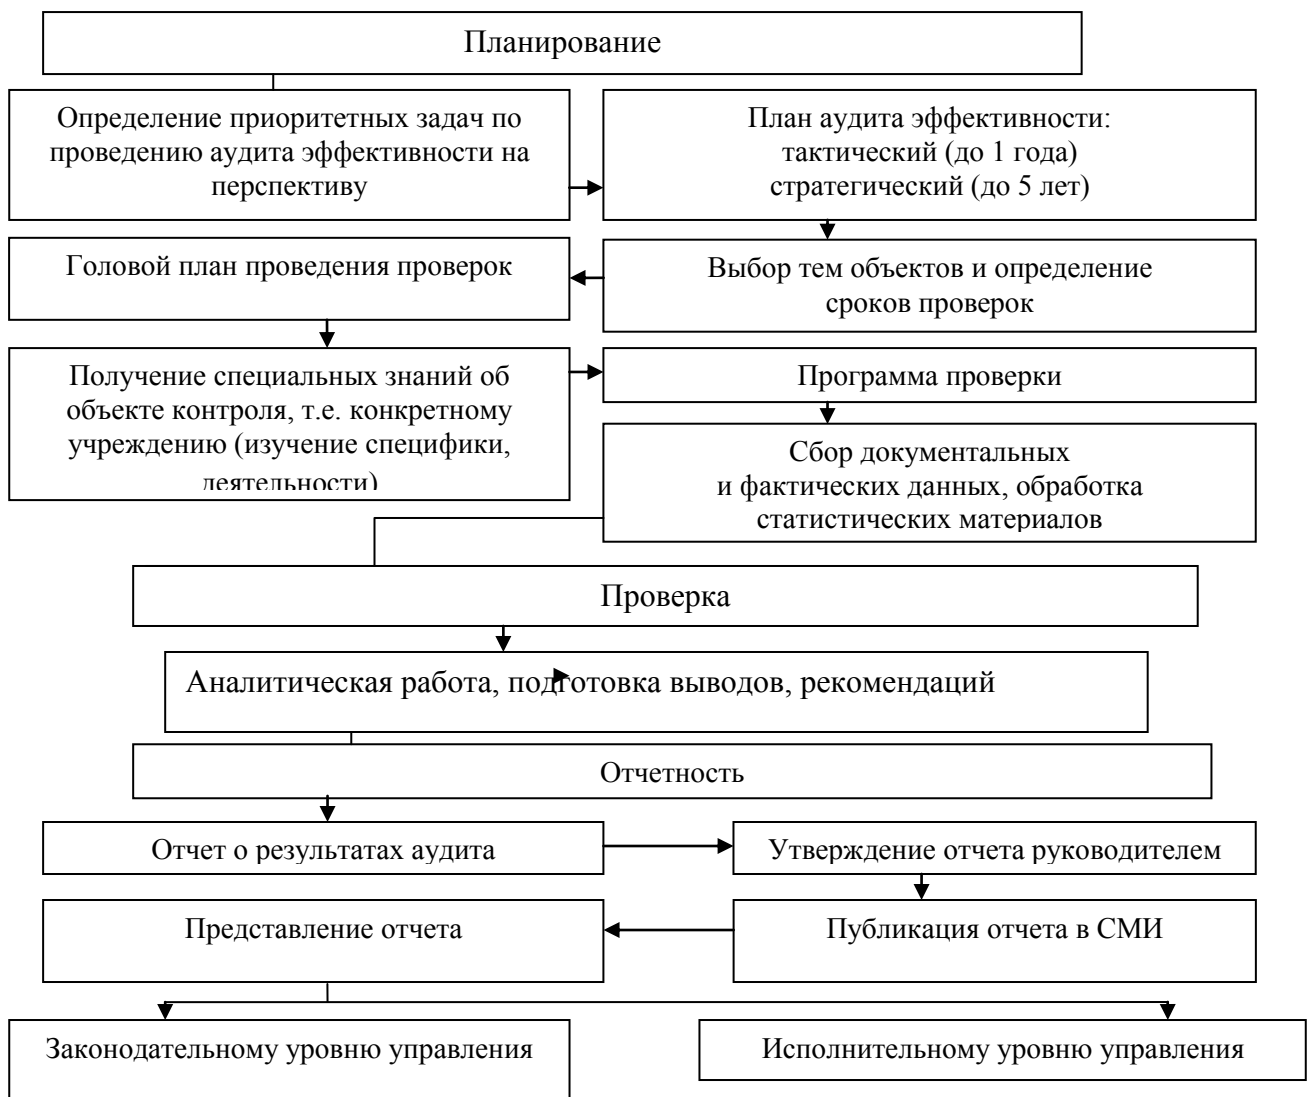 Планирование
Определение приоритетных задач по
проведению аудита эффективности на
перспективу
План аудита эффективности:
тактический (до 1 года)
стратегический (до 5 лет)
Головой план проведения проверок
Выбор тем объектов и определение
сроков проверок
Получение специальных знаний об
объекте контроля, т.е. конкретному
учреждению (изучение специфики,
деятельности)
Программа проверки
Сбор документальных
и фактических данных, обработка
статистических материалов
Проверка
Аналитическая работа, подготовка выводов, рекомендаций
Отчетность
Отчет о результатах аудита
Утверждение отчета руководителем
Представление отчета
Публикация отчета в СМИ
Законодательному уровню управления
Исполнительному уровню управления